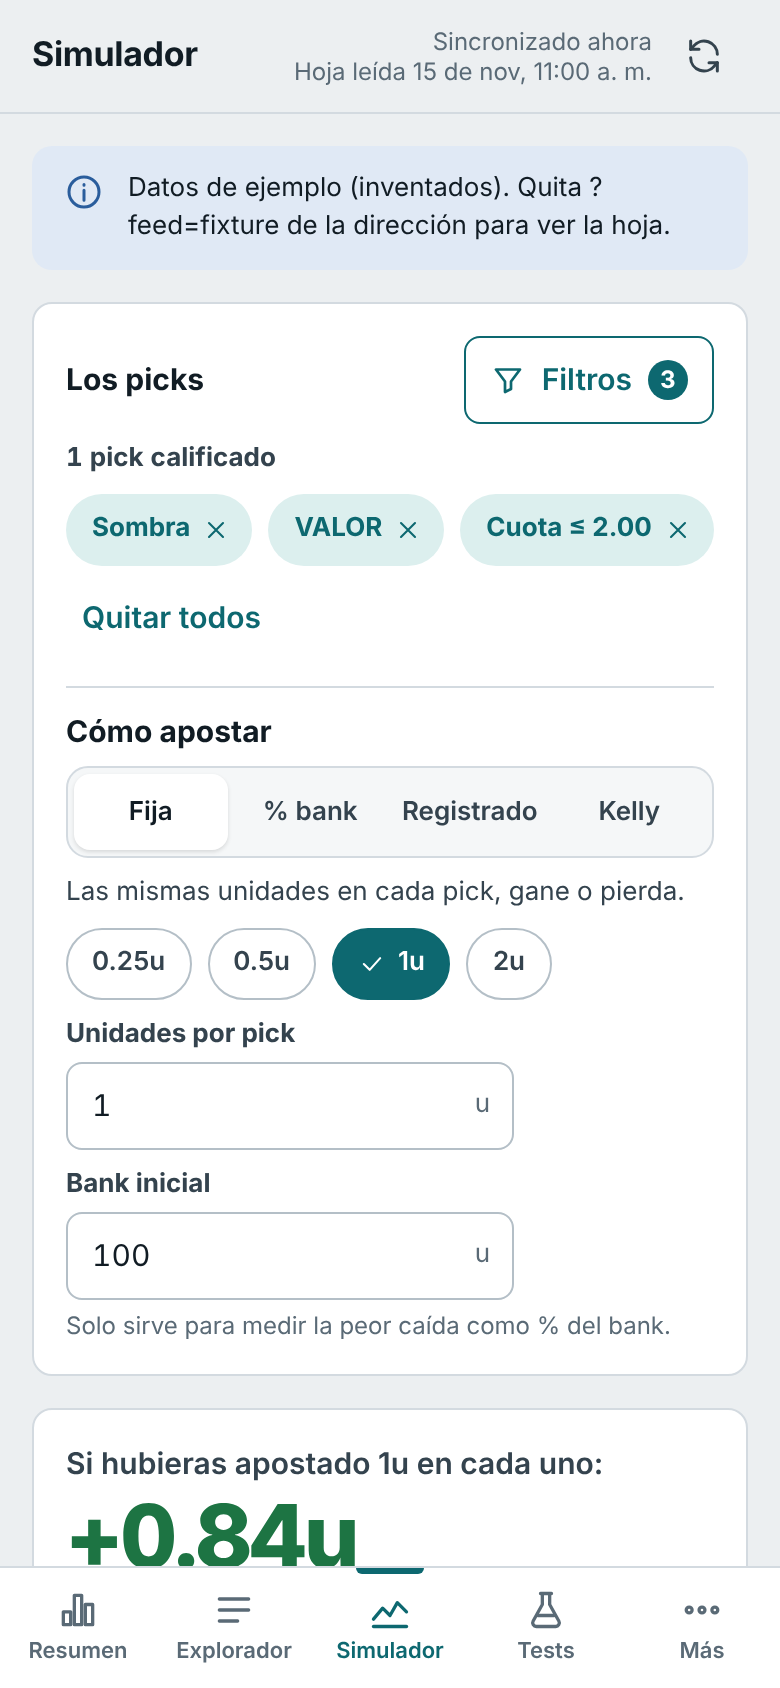 Simulador
Sincronizado ahora
Hoja leída 15 de nov, 11:00 a. m.
Datos de ejemplo (inventados). Quita ?
feed=fixture de la dirección para ver la hoja.
Los picks
Filtros 3
1 pick calificado
Sombra
VALOR
Cuota ≤ 2.00
Quitar todos
Cómo apostar
Fija
% bank
Registrado
Kelly
Las mismas unidades en cada pick, gane o pierda.
0.25u
0.5u
1u
2u
Unidades por pick
1 u
Bank inicial
100 u
Solo sirve para medir la peor caída como % del bank.
Si hubieras apostado 1u en cada uno:
+0.84u
Resumen
Explorador
Simulador
Tests
Más